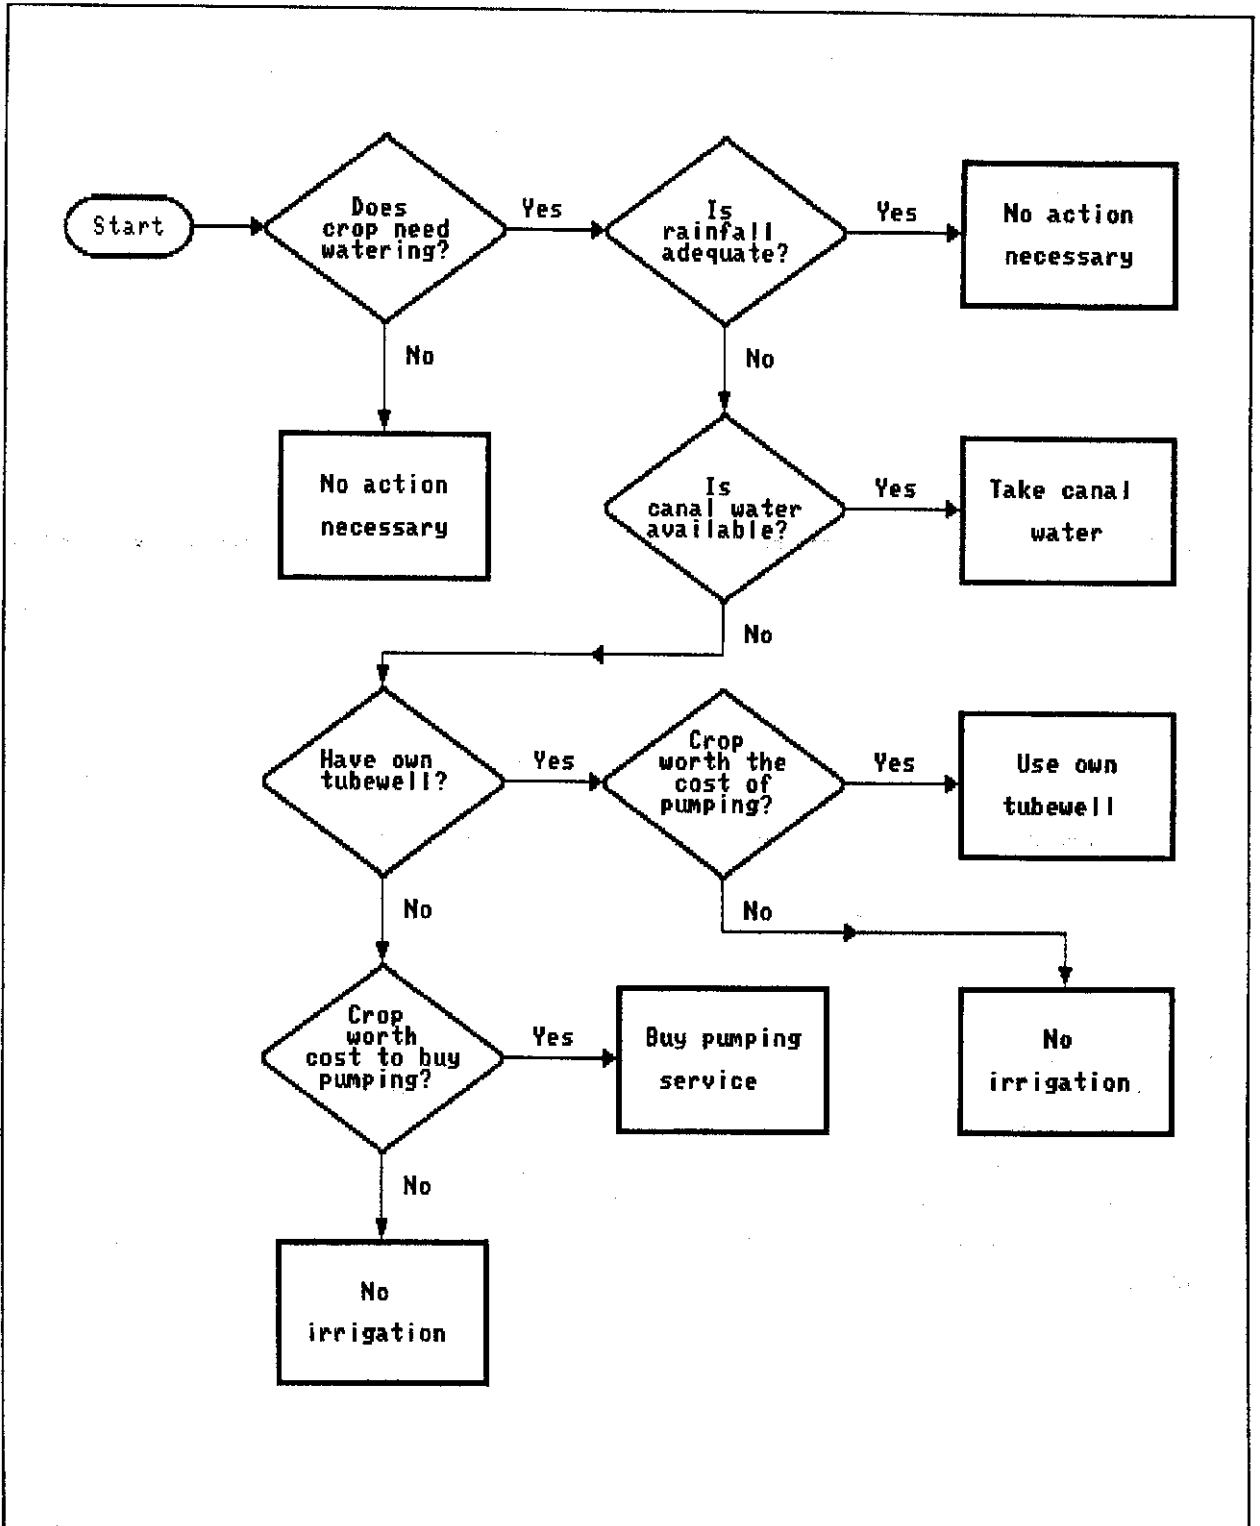 Start
Does
crop need
watering?
Yes
Is
rainfall
adequate?
Yes
No action
necessary
No
No
No action
necessary
Is
canal water
available?
Yes
Take canal
water
No
Have own
tubewell?
Yes
Crop
worth the
cost of
pumping?
Yes
Use own
tubewell
No
No
Crop
worth
cost to buy
pumping?
Yes
Buy pumping
service
No
irrigation
No
No
irrigation